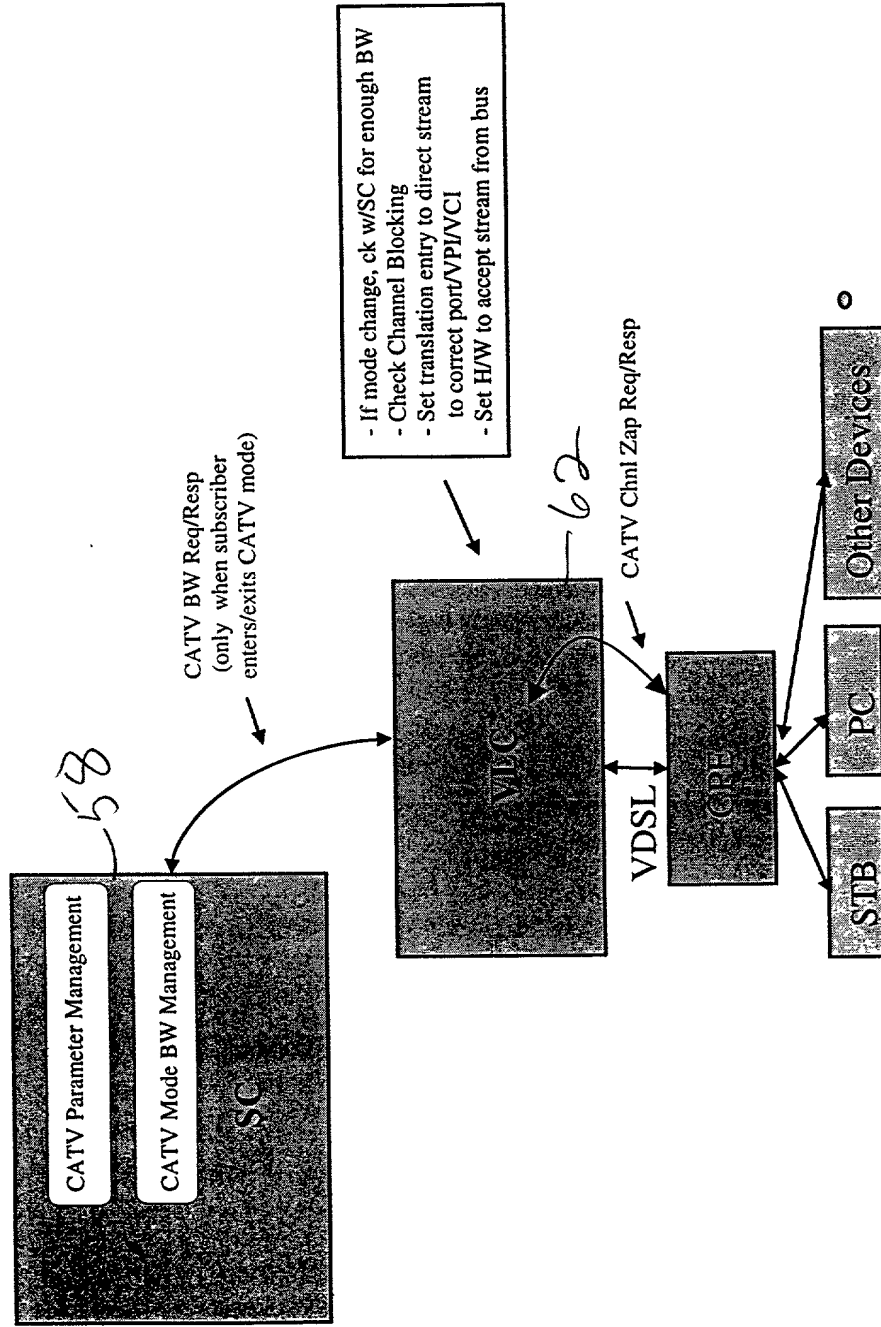 CATV Parameter Management
58
CATV Mode BW Management
SC
CATV BW Req/Resp
(only when subscriber
enters/exits CATV mode)
- If mode change, ck w/SC for enough BW
- Check Channel Blocking
- Set translation entry to direct stream
to correct port/VPI/VCI
- Set H/W to accept stream from bus
VLC
62
CATV Chnl Zap Req/Resp
VDSL
CPE
STB
PC
Other Devices